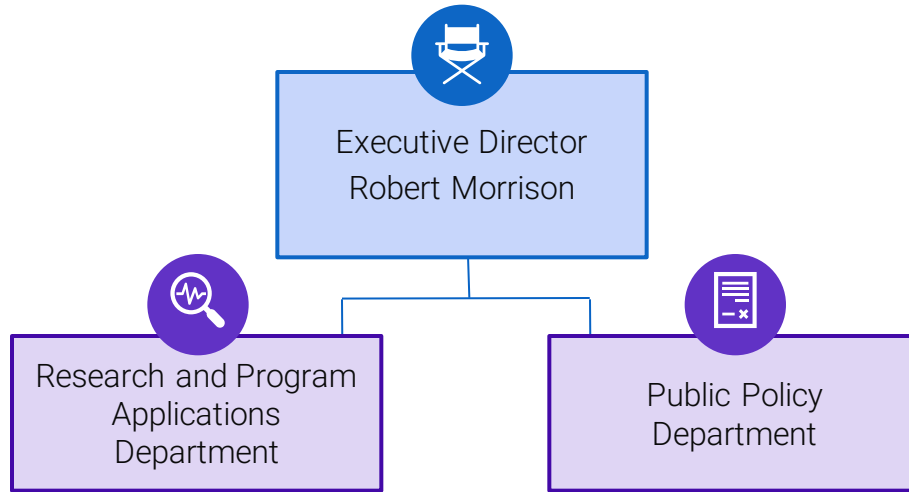 Executive Director
Robert Morrison
Research and Program
Applications
Department
Public Policy
Department